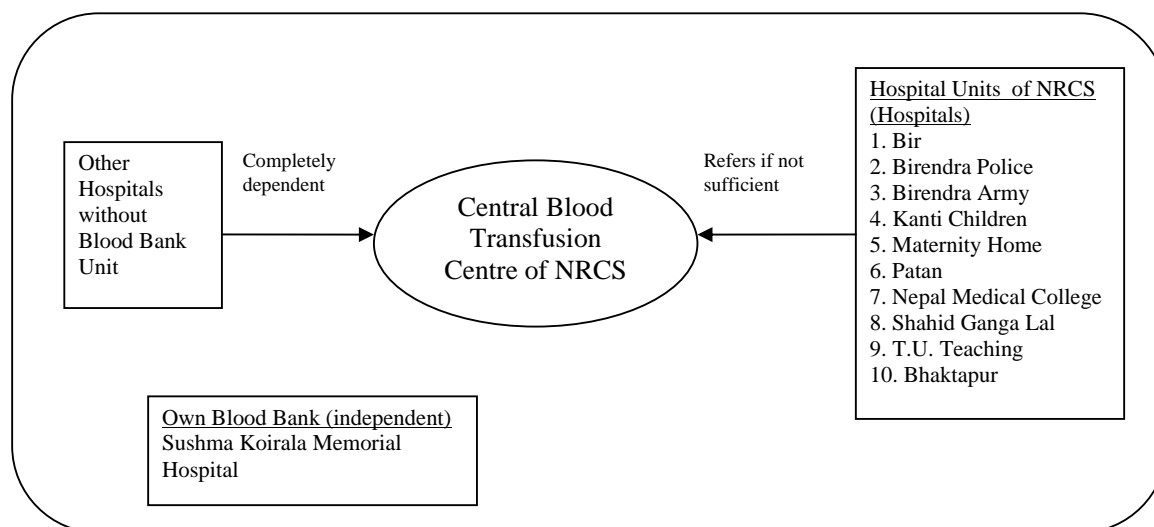 Other
Hospitals
without
Blood Bank
Unit
Completely
dependent
Central Blood
Transfusion
Centre of NRCS
Refers if not
sufficient
Hospital Units of NRCS
(Hospitals)
1. Bir
2. Birendra Police
3. Birendra Army
4. Kanti Children
5. Maternity Home
6. Patan
7. Nepal Medical College
8. Shahid Ganga Lal
9. T.U. Teaching
10. Bhaktapur
Own Blood Bank (independent)
Sushma Koirala Memorial
Hospital